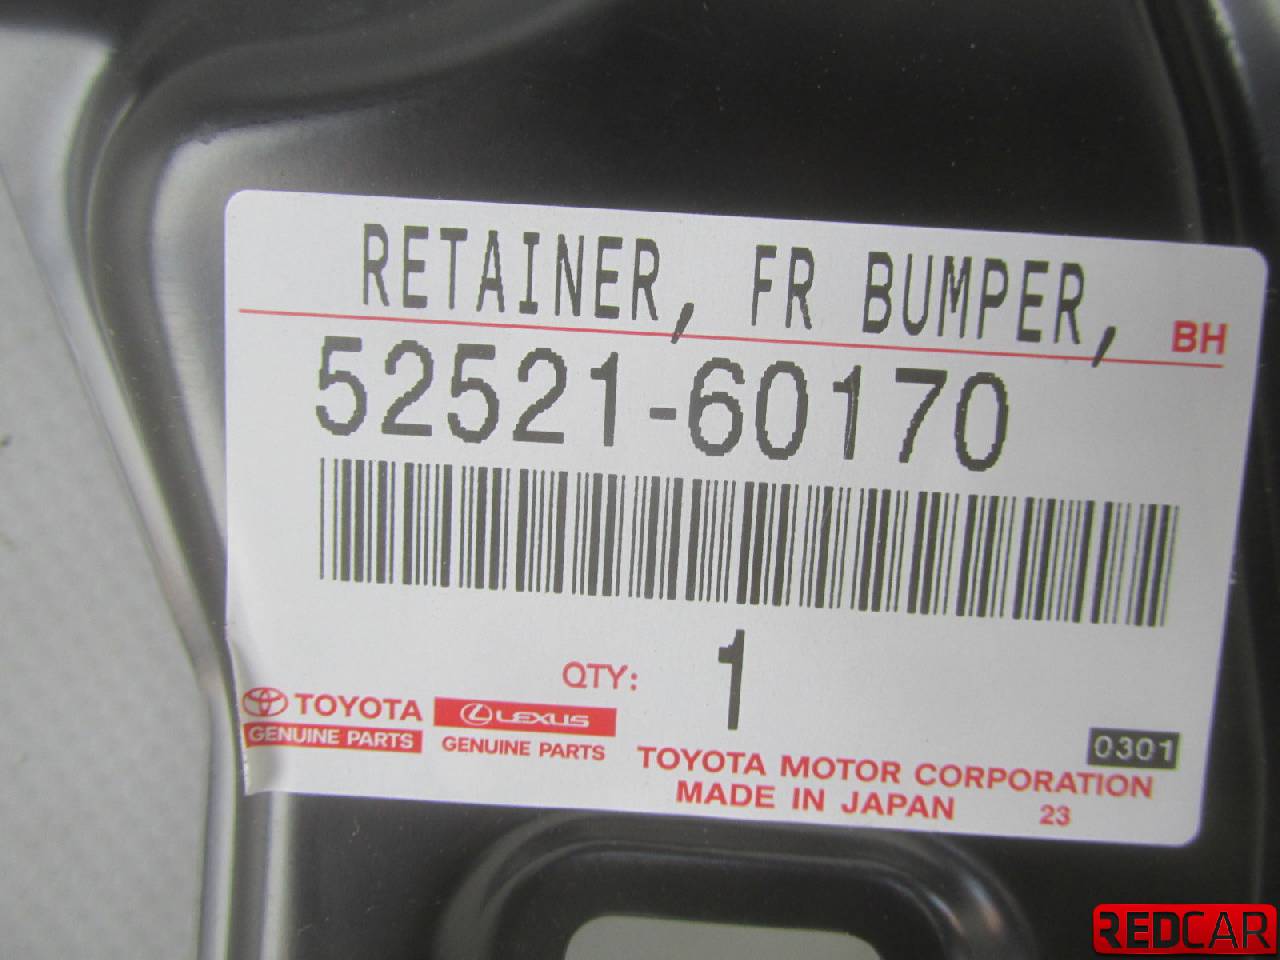 RETAINER, FR BUMPER,
BH
52521-60170
QTY: 1
TOYOTA
GENUINE PARTS
LEXUS
GENUINE PARTS
0301
TOYOTA MOTOR CORPORATION
MADE IN JAPAN 23
REDCAR